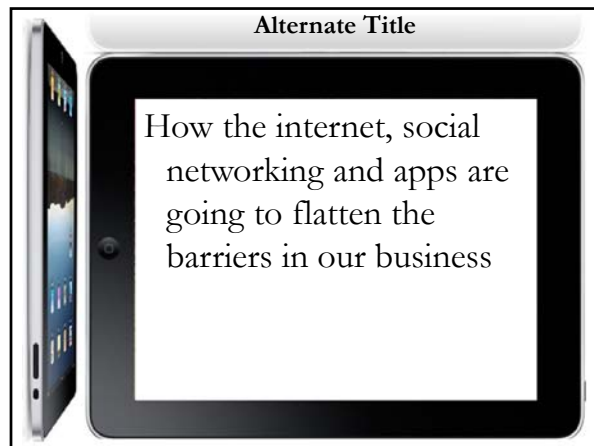 Alternate Title
How the internet, social
networking and apps are
going to flatten the
barriers in our business